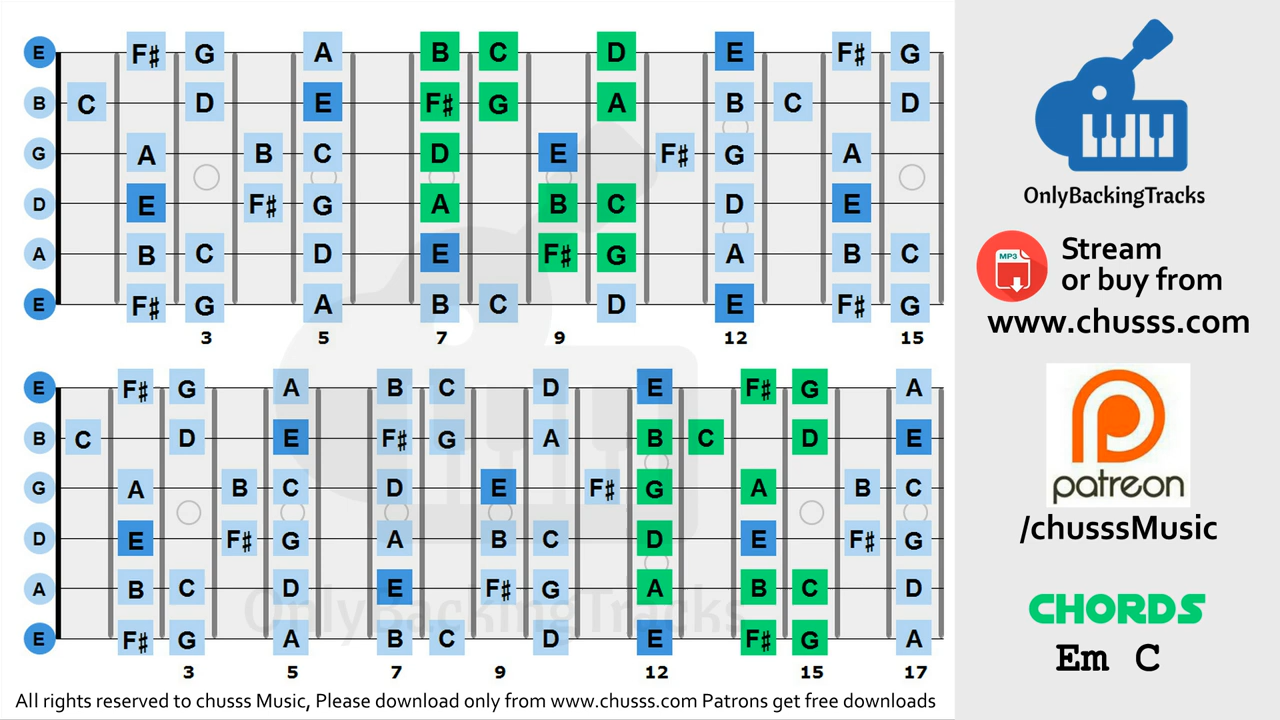 E F# G A B C D E F# G
B C D E F# G A B C D
G A B C D E F# G A
D E F# G A B C D E
A B C D E F# G A B C
E F# G A B C D E F# G
3 5 7 9 12 15
E F# G A B C D E F# G A
B C D E F# G A B C D E
G A B C D E F# G A B C
D E F# G A B C D E F# G
A B C D E F# G A B C D
E F# G A B C D E F# G A
3 5 7 9 12 15 17
OnlyBackingTracks
All rights reserved to chusss Music, Please download only from www.chusss.com Patrons get free downloads
OnlyBackingTracks
MP3
Stream
or buy from
www.chusss.com
patreon
/chusssMusic
CHORDS
Em C